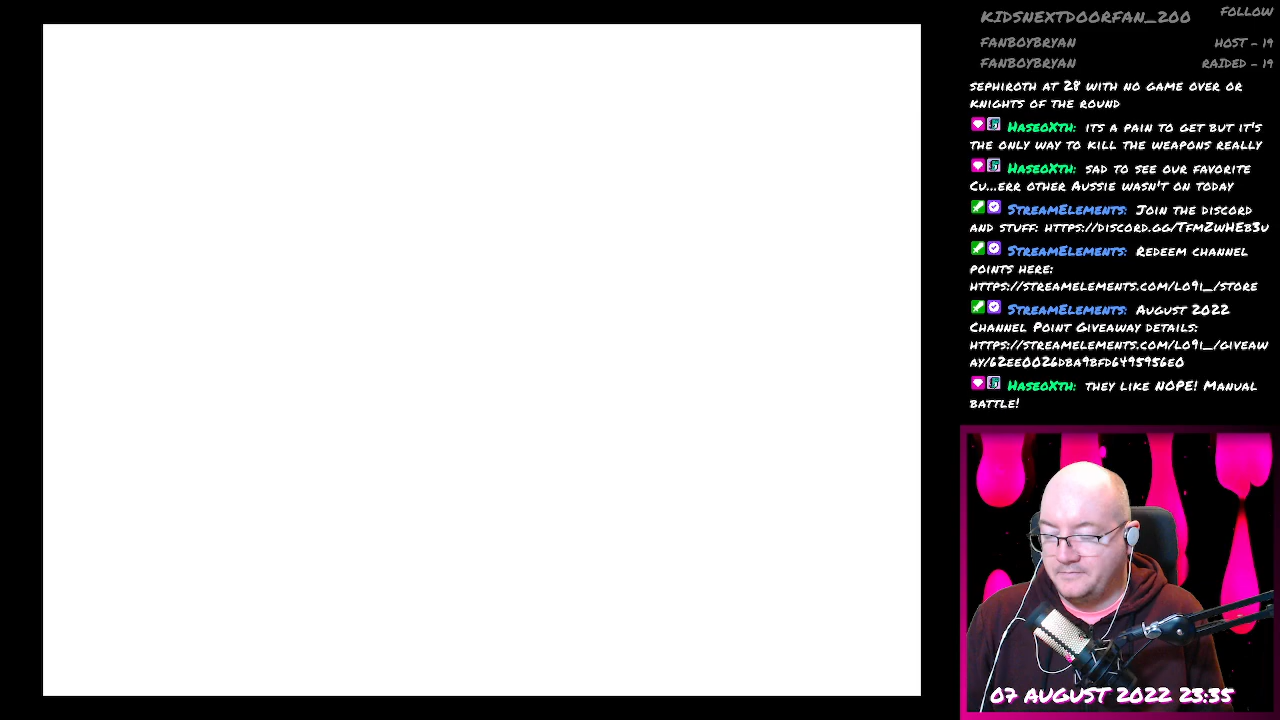 KIDSNEXTDOORFAN_200 FOLLOW
FANBOYBRYAN HOST - 19
FANBOYBRYAN RAIDED - 19
SEPHIROTH AT 28 WITH NO GAME OVER OR
KNIGHTS OF THE ROUND
HASEOXTH: ITS A PAIN TO GET BUT IT'S
THE ONLY WAY TO KILL THE WEAPONS REALLY
HASEOXTH: SAD TO SEE OUR FAVORITE
CU...ERR OTHER AUSSIE WASN'T ON TODAY
STREAMELEMENTS: JOIN THE DISCORD
AND STUFF: HTTPS://DISCORD.GG/TFMZWHEB3U
STREAMELEMENTS: REDEEM CHANNEL
POINTS HERE:
HTTPS://STREAMELEMENTS.COM/LO9I_/STORE
STREAMELEMENTS: AUGUST 2022
CHANNEL POINT GIVEAWAY DETAILS:
HTTPS://STREAMELEMENTS.COM/LO9I_/GIVEAW
AY/62EE0026DBA9BFD6495956E0
HASEOXTH: THEY LIKE NOPE! MANUAL
BATTLE!
07 AUGUST 2022 23:35